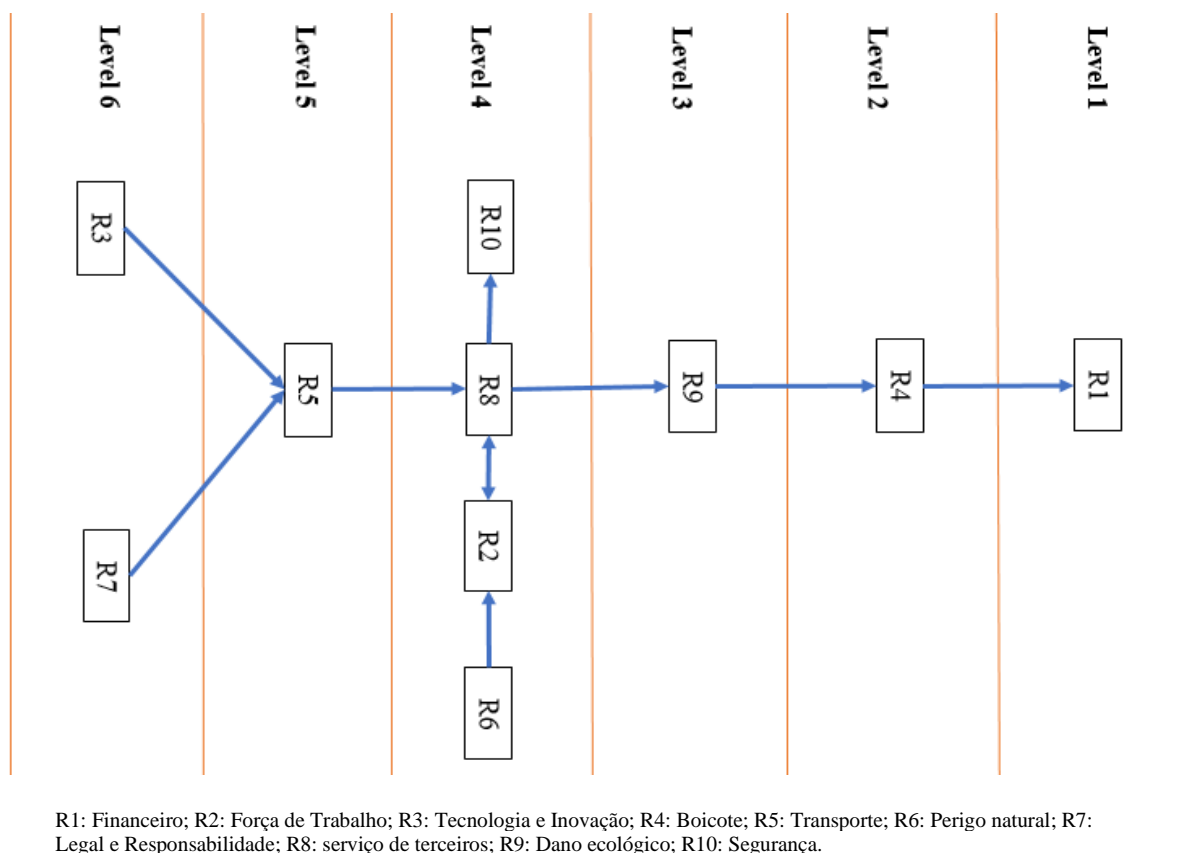 Level 6
Level 5
Level 4
Level 3
Level 2
Level 1
R3
R10
R5
R8
R9
R4
R1
R7
R2
R6
R1: Financeiro; R2: Força de Trabalho; R3: Tecnologia e Inovação; R4: Boicote; R5: Transporte; R6: Perigo natural; R7:
Legal e Responsabilidade; R8: serviço de terceiros; R9: Dano ecológico; R10: Segurança.